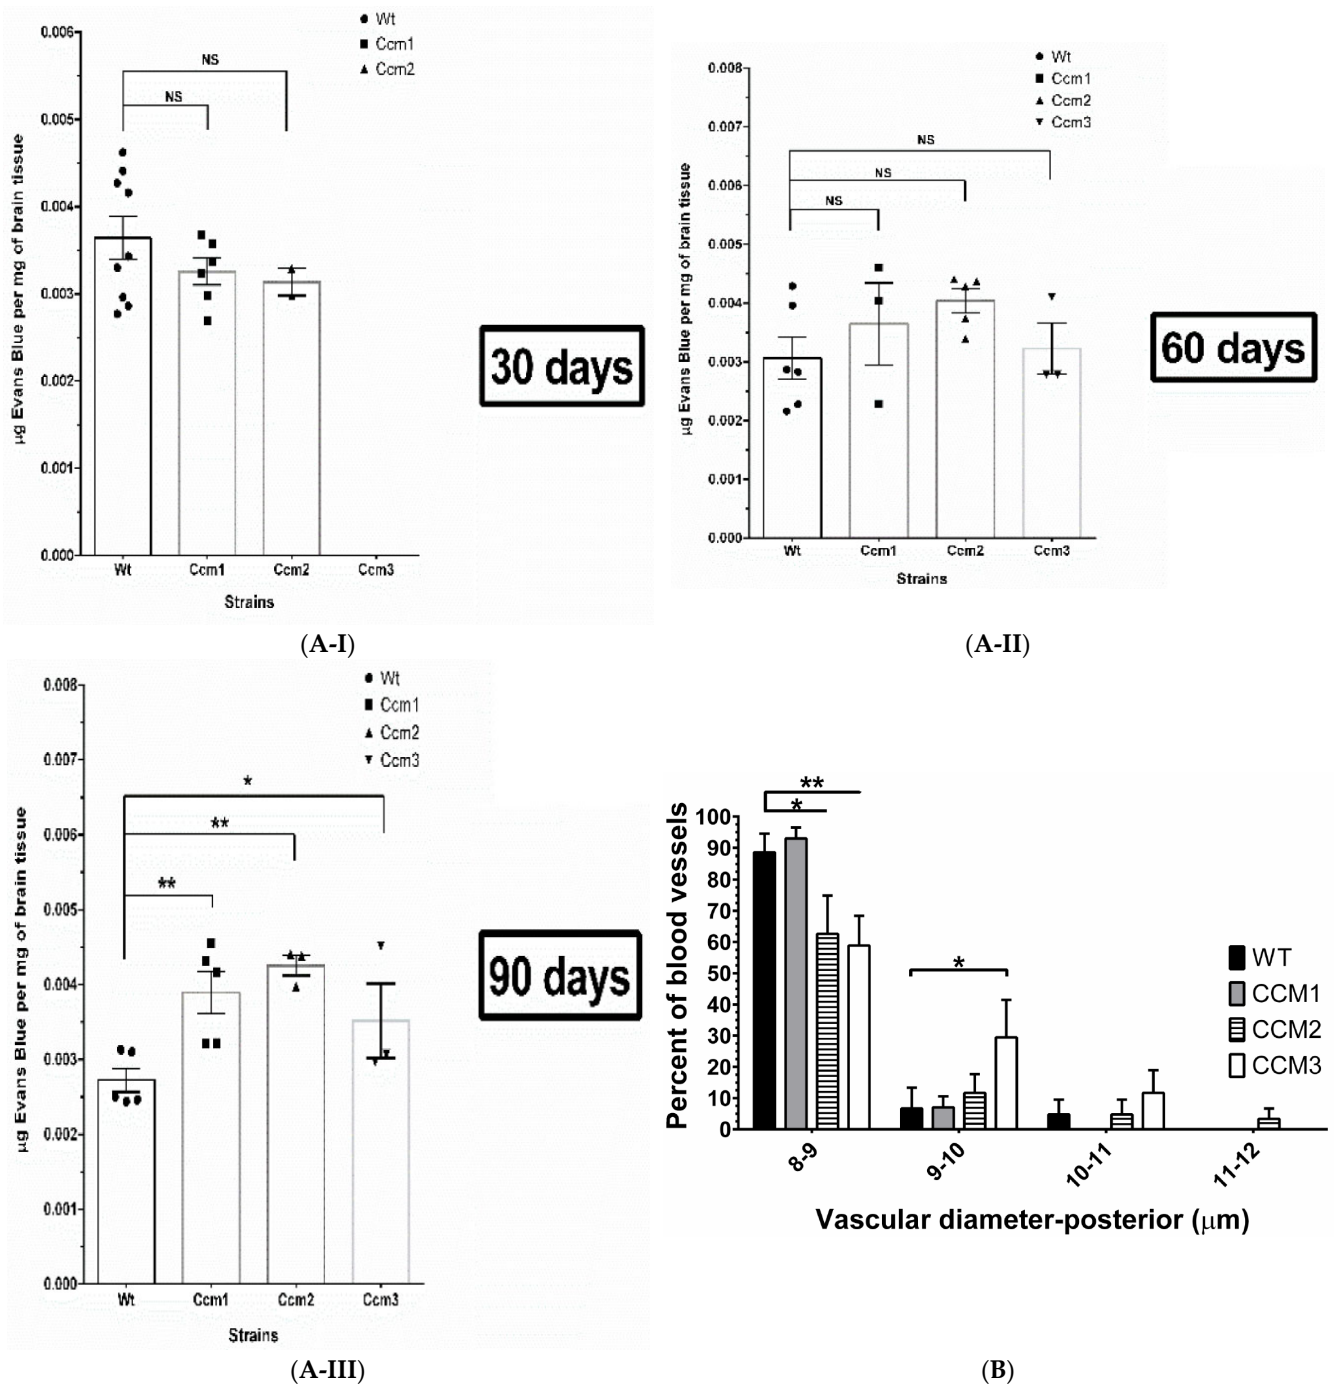 Wt
Ccm1
Ccm2
NS
NS
µg Evans Blue per mg of brain tissue
0.006
0.005
0.004
0.003
0.002
0.001
0.000
Wt Ccm1 Ccm2 Ccm3
Strains
30 days
(A-I)
Wt
Ccm1
Ccm2
Ccm3
NS
NS
NS
µg Evans Blue per mg of brain tissue
0.008
0.007
0.006
0.005
0.004
0.003
0.002
0.001
0.000
Wt Ccm1 Ccm2 Ccm3
Strains
60 days
(A-II)
Wt
Ccm1
Ccm2
Ccm3
*
**
**
µg Evans Blue per mg of brain tissue
0.008
0.007
0.006
0.005
0.004
0.003
0.002
0.001
0.000
Wt Ccm1 Ccm2 Ccm3
Strains
90 days
(A-III)
**
*
*
Percent of blood vessels
100
90
80
70
60
50
40
30
20
10
0
8-9 9-10 10-11 11-12
Vascular diameter-posterior (µm)
WT
CCM1
CCM2
CCM3
(B)